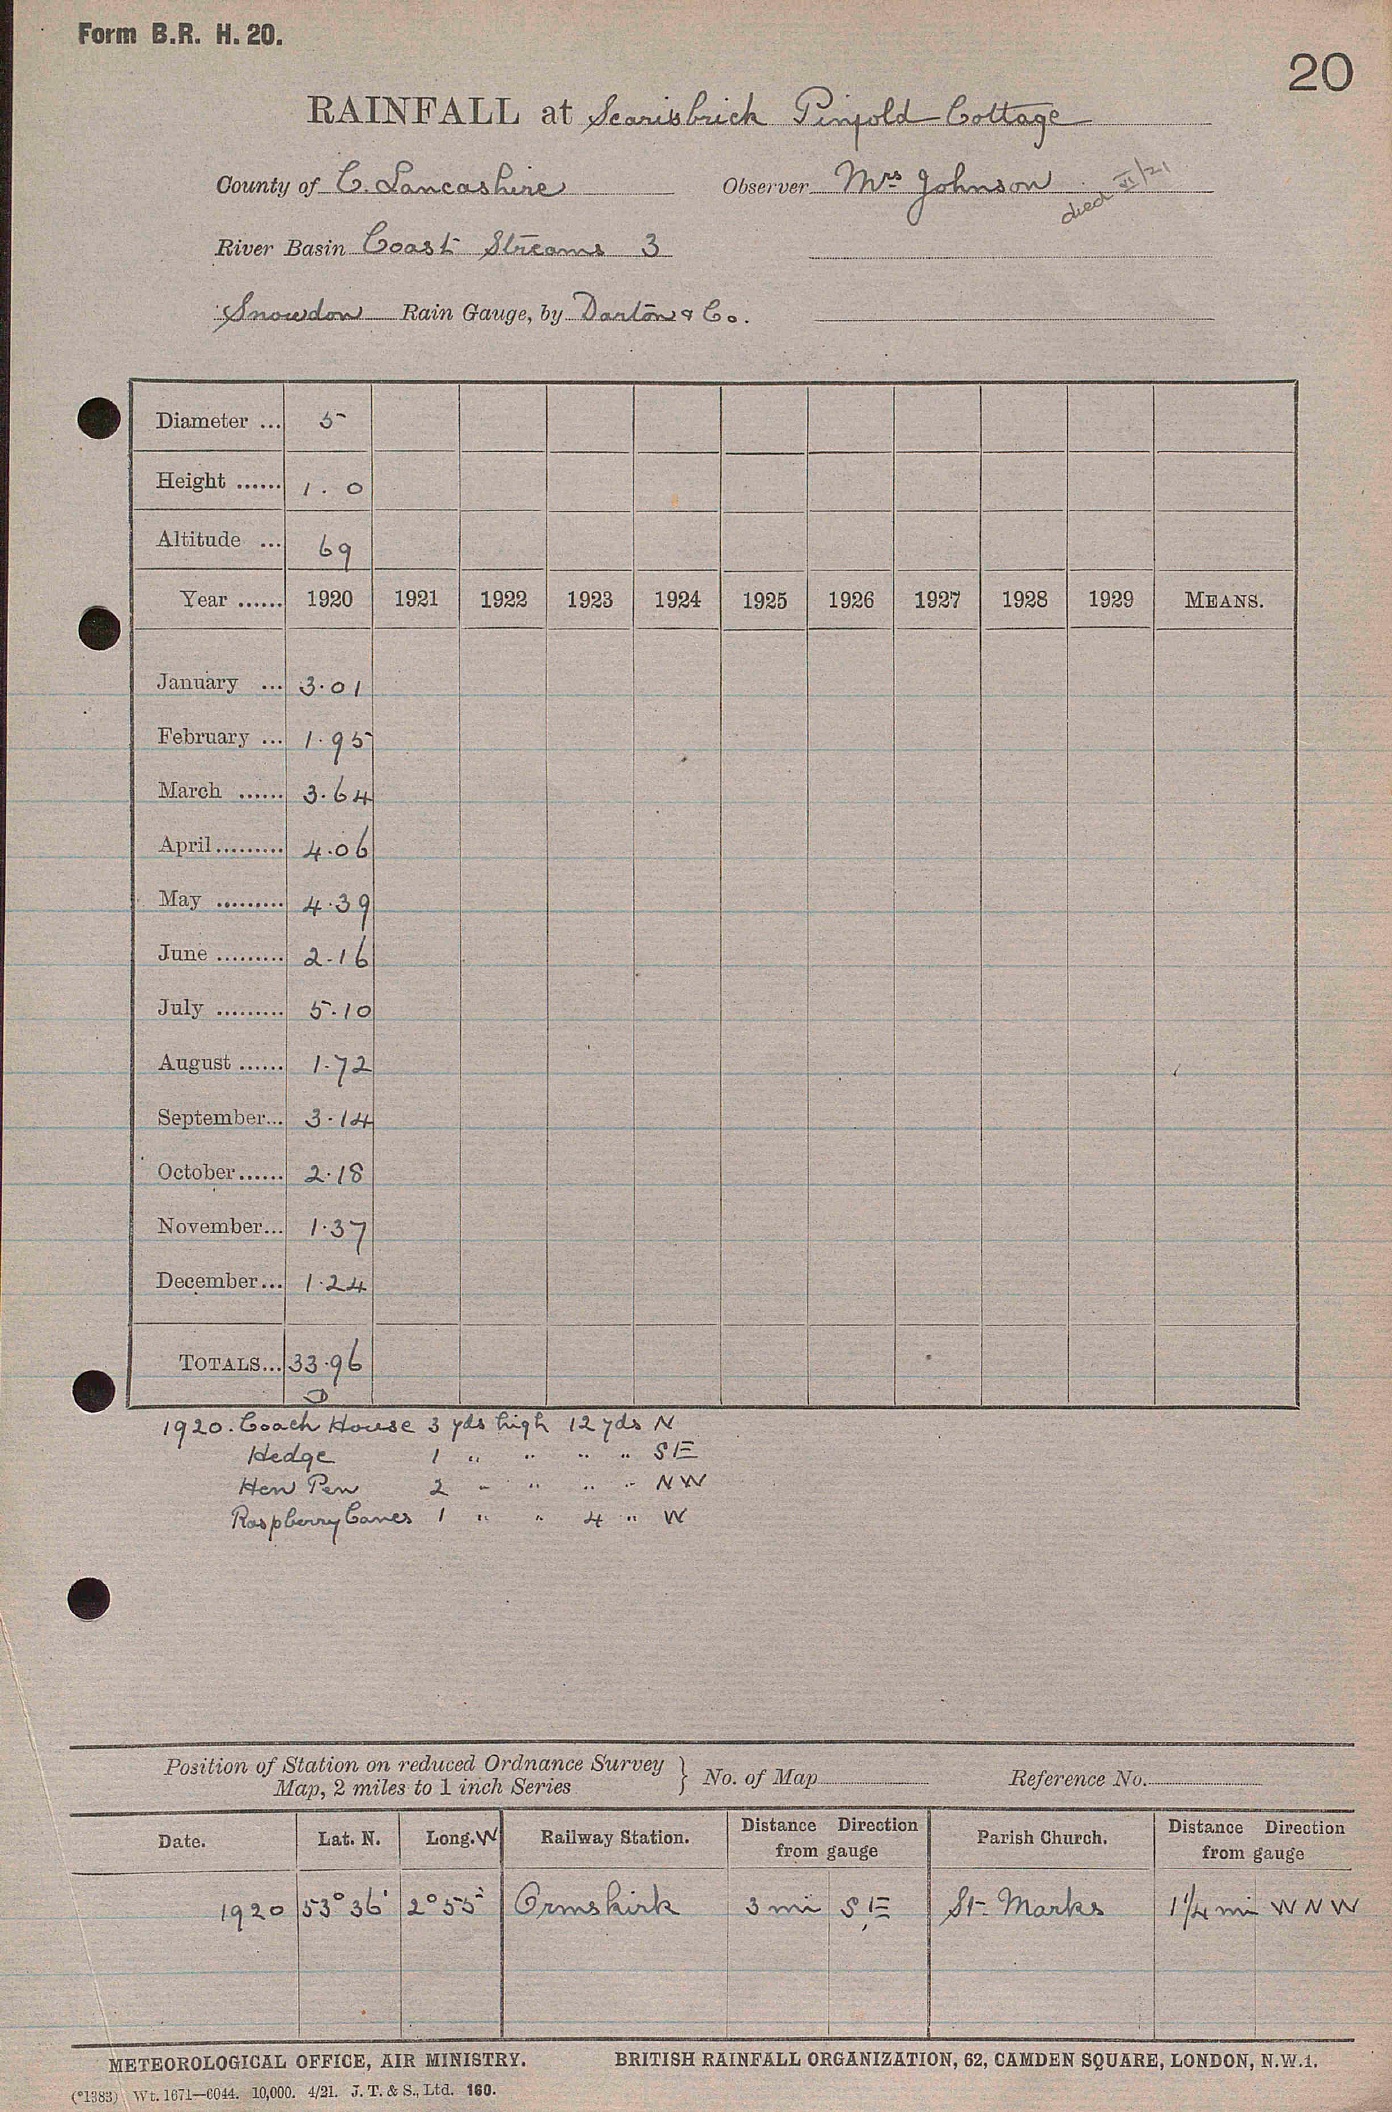 Form B.R. H. 20.
20
RAINFALL at Scarisbrick Pinfold Cottage
County of C. Lancashire Observer Mrs Johnson
died VI/21
River Basin Coast Streams 3
Snowdon Rain Gauge, by Darton & Co.
Diameter ... 5
Height ...... 1. 0
Altitude ... 69
Year ...... 1920 1921 1922 1923 1924 1925 1926 1927 1928 1929 MEANS.
January ... 3.01
February ... 1.95
March ...... 3.64
April ......... 4.06
May ......... 4.39
June ......... 2.16
July ......... 5.10
August ...... 1.72
September... 3.14
October...... 2.18
November... 1.37
December... 1.24
TOTALS... 33.96
1920. Coach House 3 yds high 12 yds N
Hedge 1 " " " " SE
Hen Pen 2 " " " " NW
Raspberry Canes 1 " " 4 " W
Position of Station on reduced Ordnance Survey
Map, 2 miles to 1 inch Series } No. of Map Reference No.
Date. Lat. N. Long. W Railway Station. Distance Direction from gauge Parish Church. Distance Direction from gauge
1920 53° 36' 2° 55' Ormskirk 3 mi SE St. Marks 1 1/4 mi WNW
METEOROLOGICAL OFFICE, AIR MINISTRY. BRITISH RAINFALL ORGANIZATION, 62, CAMDEN SQUARE, LONDON, N.W.1.
(*1383) Wt. 1671—6044. 10,000. 4/21. J. T. & S., Ltd. 160.